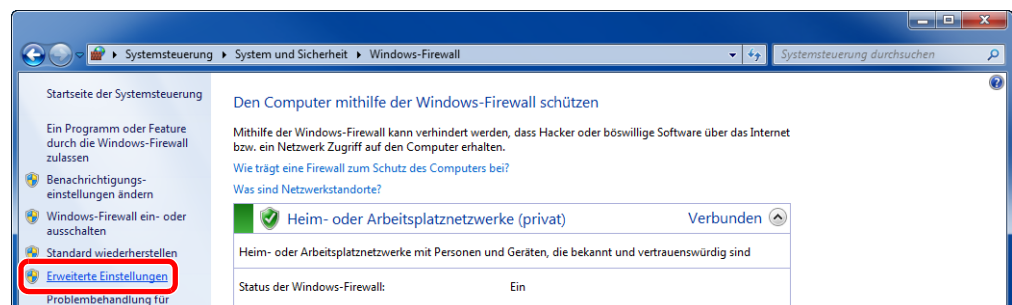 Systemsteuerung ▸ System und Sicherheit ▸ Windows-Firewall
Systemsteuerung durchsuchen
Startseite der Systemsteuerung
Ein Programm oder Feature
durch die Windows-Firewall
zulassen
Benachrichtigungs-
einstellungen ändern
Windows-Firewall ein- oder
ausschalten
Standard wiederherstellen
Erweiterte Einstellungen
Problembehandlung für
Den Computer mithilfe der Windows-Firewall schützen
Mithilfe der Windows-Firewall kann verhindert werden, dass Hacker oder böswillige Software über das Internet
bzw. ein Netzwerk Zugriff auf den Computer erhalten.
Wie trägt eine Firewall zum Schutz des Computers bei?
Was sind Netzwerkstandorte?
Heim- oder Arbeitsplatznetzwerke (privat) Verbunden
Heim- oder Arbeitsplatznetzwerke mit Personen und Geräten, die bekannt und vertrauenswürdig sind
Status der Windows-Firewall: Ein